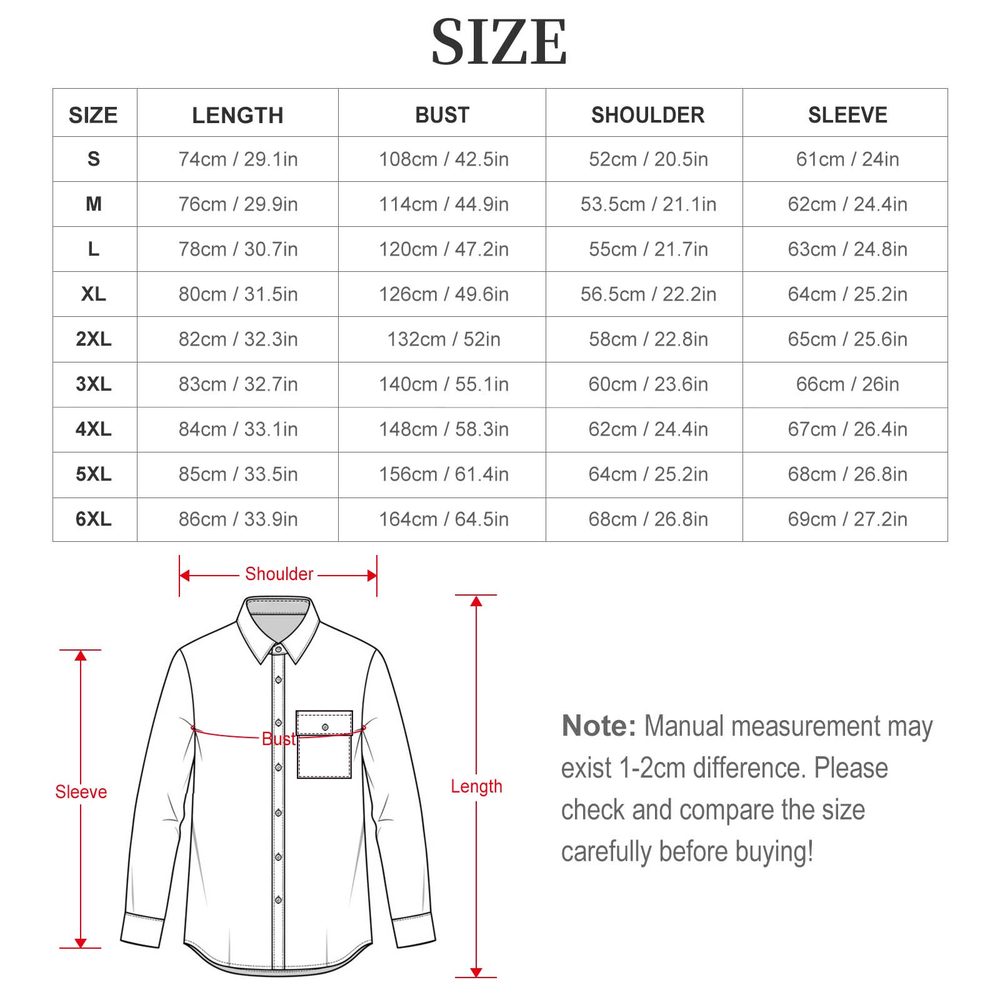 SIZE
SIZE LENGTH BUST SHOULDER SLEEVE
S 74cm / 29.1in 108cm / 42.5in 52cm / 20.5in 61cm / 24in
M 76cm / 29.9in 114cm / 44.9in 53.5cm / 21.1in 62cm / 24.4in
L 78cm / 30.7in 120cm / 47.2in 55cm / 21.7in 63cm / 24.8in
XL 80cm / 31.5in 126cm / 49.6in 56.5cm / 22.2in 64cm / 25.2in
2XL 82cm / 32.3in 132cm / 52in 58cm / 22.8in 65cm / 25.6in
3XL 83cm / 32.7in 140cm / 55.1in 60cm / 23.6in 66cm / 26in
4XL 84cm / 33.1in 148cm / 58.3in 62cm / 24.4in 67cm / 26.4in
5XL 85cm / 33.5in 156cm / 61.4in 64cm / 25.2in 68cm / 26.8in
6XL 86cm / 33.9in 164cm / 64.5in 68cm / 26.8in 69cm / 27.2in
Shoulder
Bust
Sleeve
Length
Note: Manual measurement may
exist 1-2cm difference. Please
check and compare the size
carefully before buying!